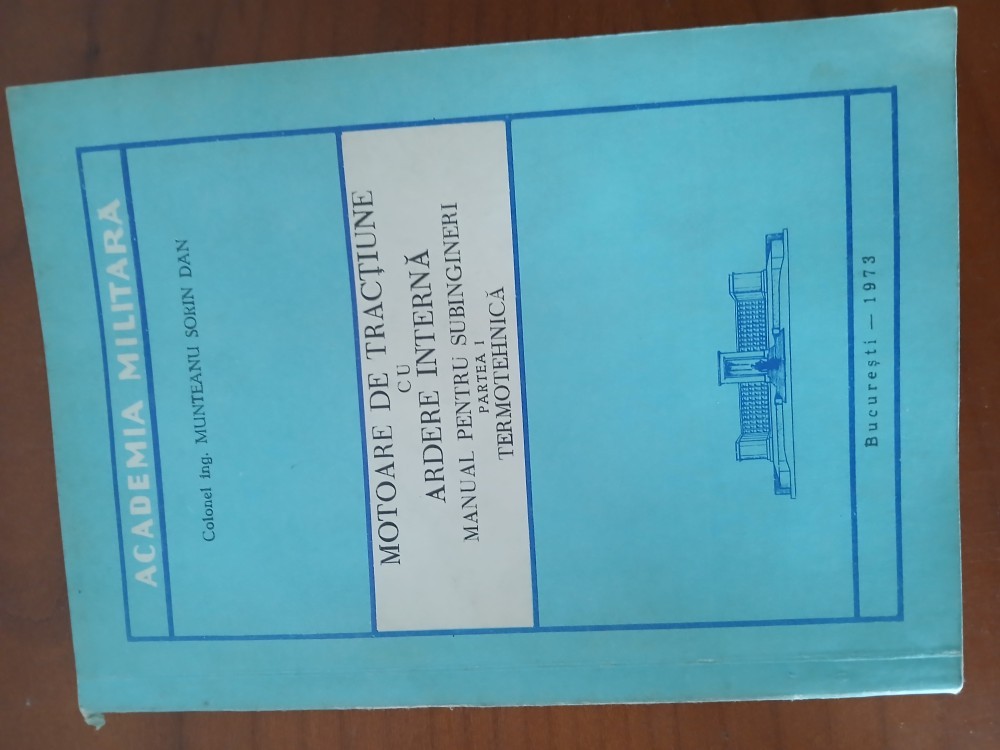 ACADEMIA MILITARĂ
Colonel ing. MUNTEANU SORIN DAN
MOTOARE DE TRACȚIUNE
CU
ARDERE INTERNĂ
MANUAL PENTRU SUBINGINERI
PARTEA I
TERMOTEHNICĂ
București — 1973